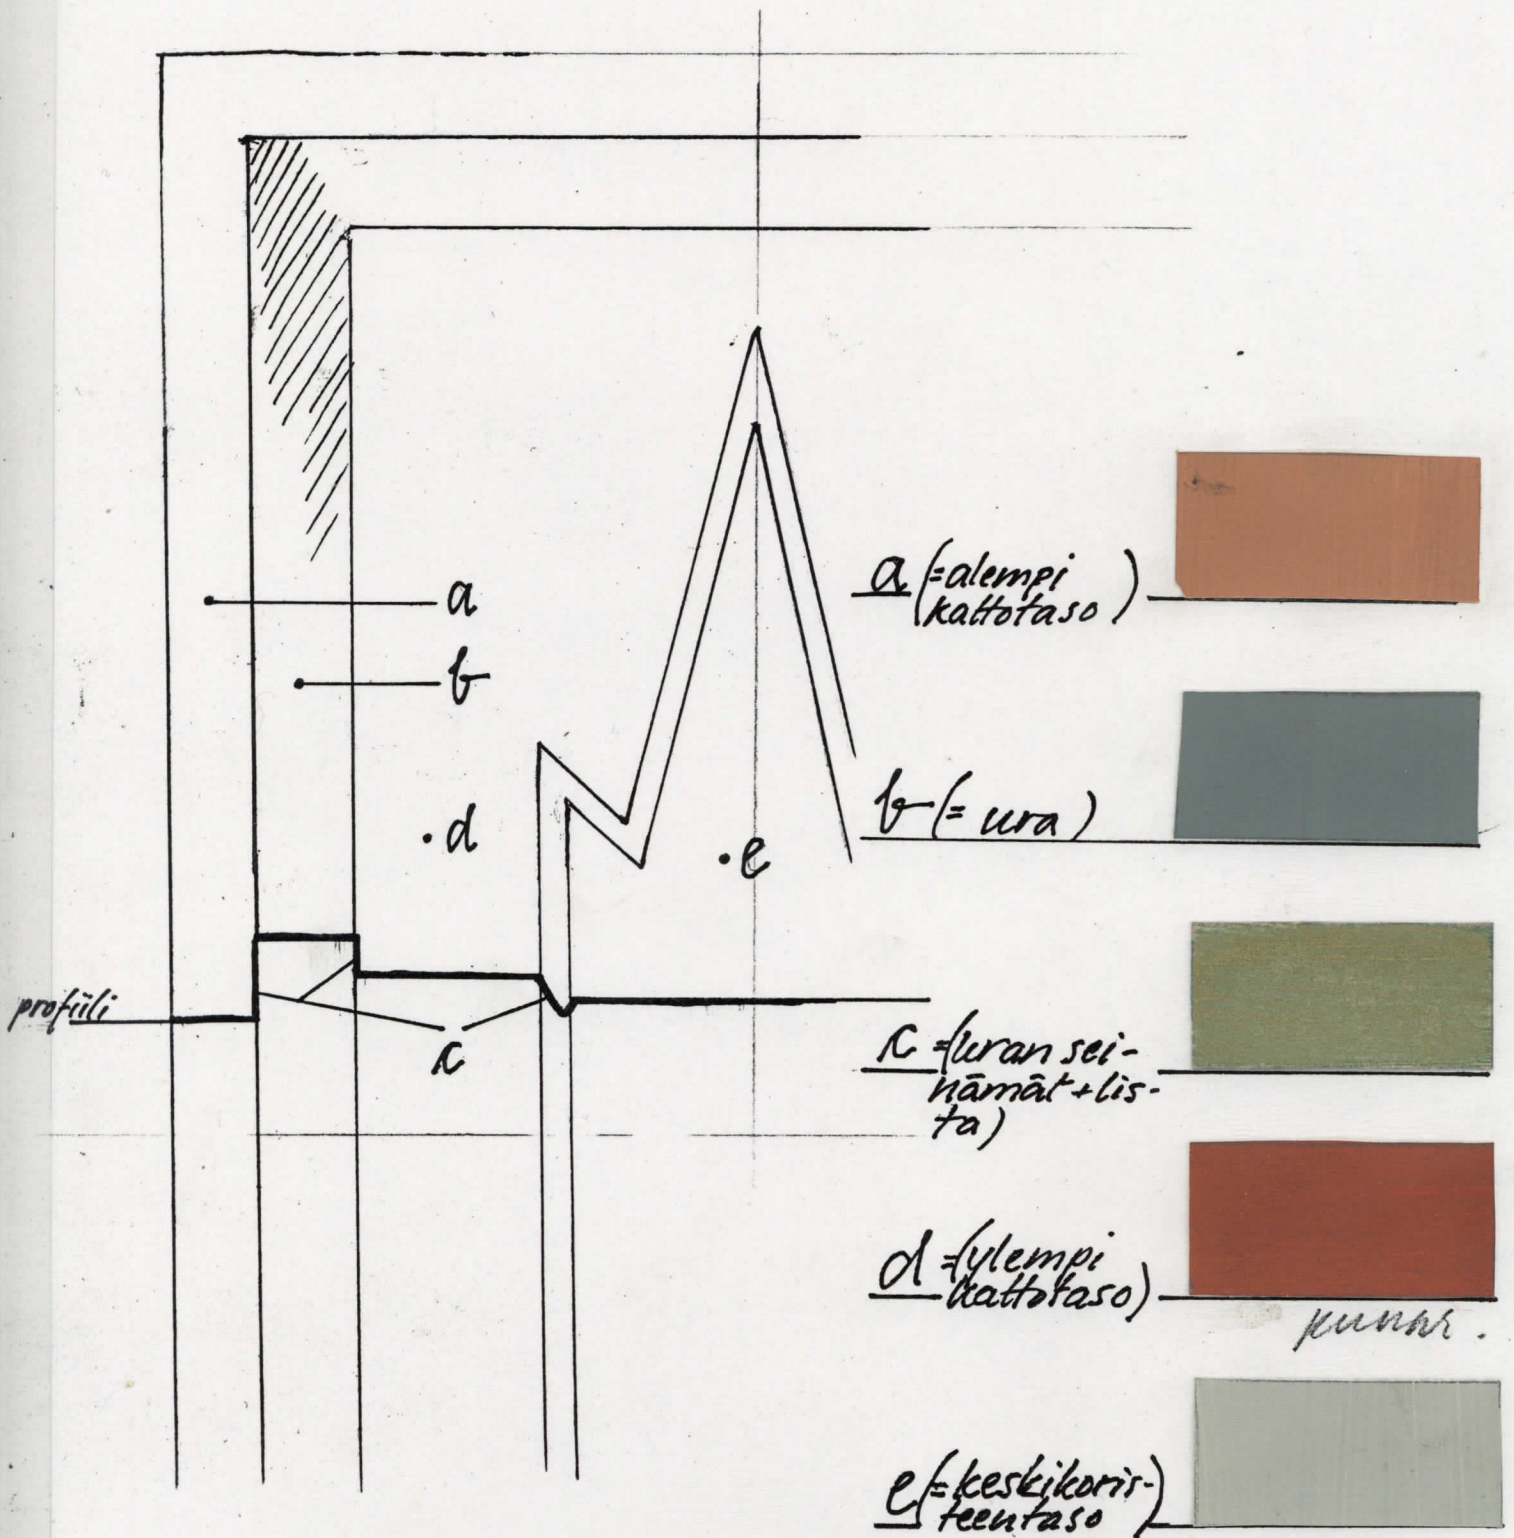 a
b
d
e
profiili
c
a (=alempi
kattotaso)
b (= ura)
c =(uran sei-
nämät+lis-
ta)
d =(ylempi
kattotaso)
e (=keskikoris-
teentaso)